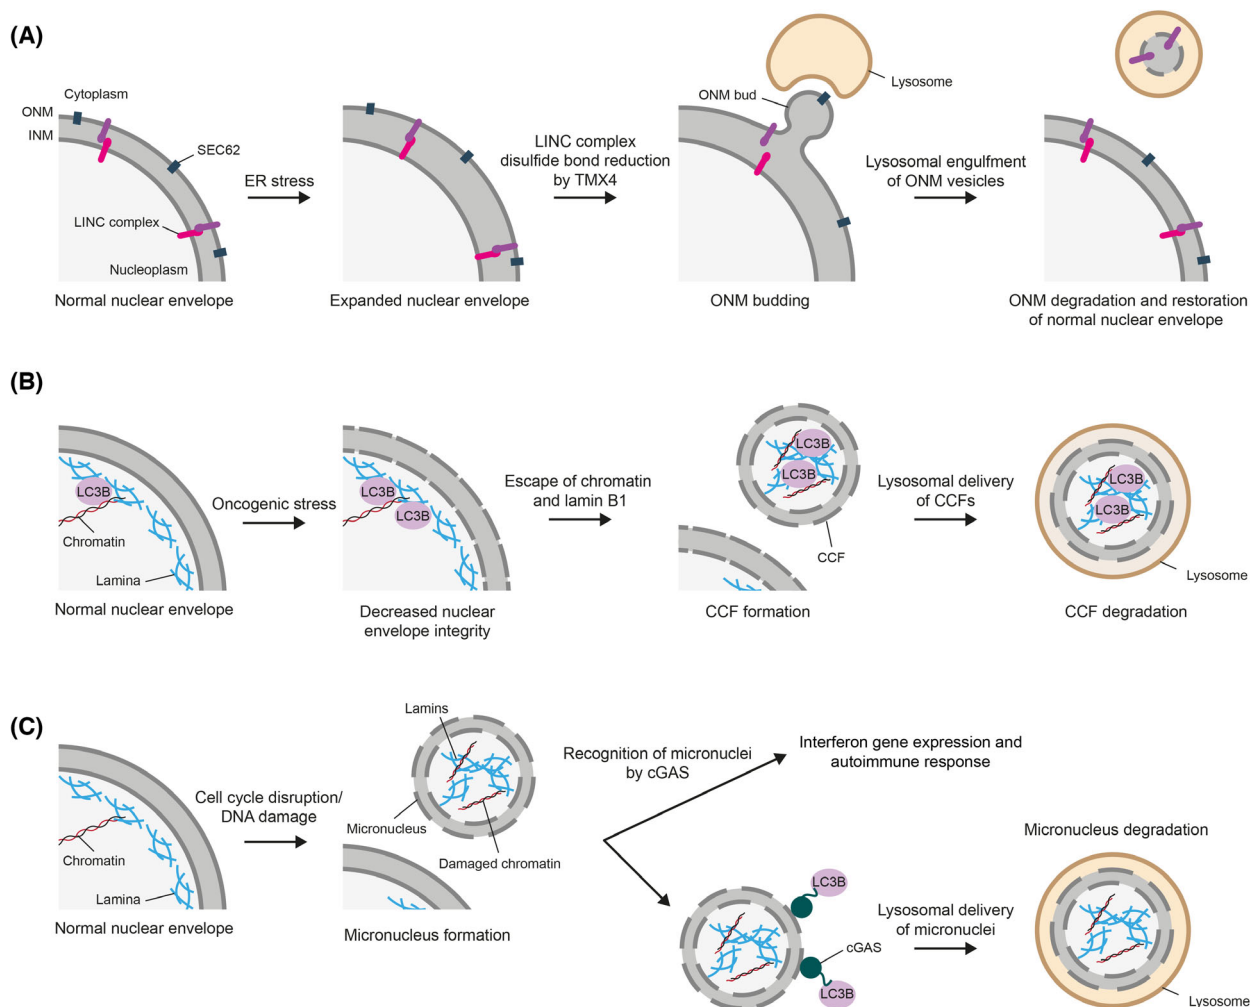 (A)
Cytoplasm
ONM
INM
SEC62
LINC complex
Nucleoplasm
Normal nuclear envelope
ER stress
Expanded nuclear envelope
LINC complex
disulfide bond reduction
by TMX4
ONM bud
Lysosome
ONM budding
Lysosomal engulfment
of ONM vesicles
ONM degradation and restoration
of normal nuclear envelope
(B)
LC3B
Chromatin
Lamina
Normal nuclear envelope
Oncogenic stress
LC3B
LC3B
Decreased nuclear
envelope integrity
Escape of chromatin
and lamin B1
LC3B
LC3B
CCF
CCF formation
Lysosomal delivery
of CCFs
LC3B
LC3B
Lysosome
CCF degradation
(C)
Chromatin
Lamina
Normal nuclear envelope
Cell cycle disruption/
DNA damage
Lamins
Micronucleus
Damaged chromatin
Micronucleus formation
Recognition of micronuclei
by cGAS
Interferon gene expression and
autoimmune response
LC3B
cGAS
LC3B
Lysosomal delivery
of micronuclei
Micronucleus degradation
Lysosome